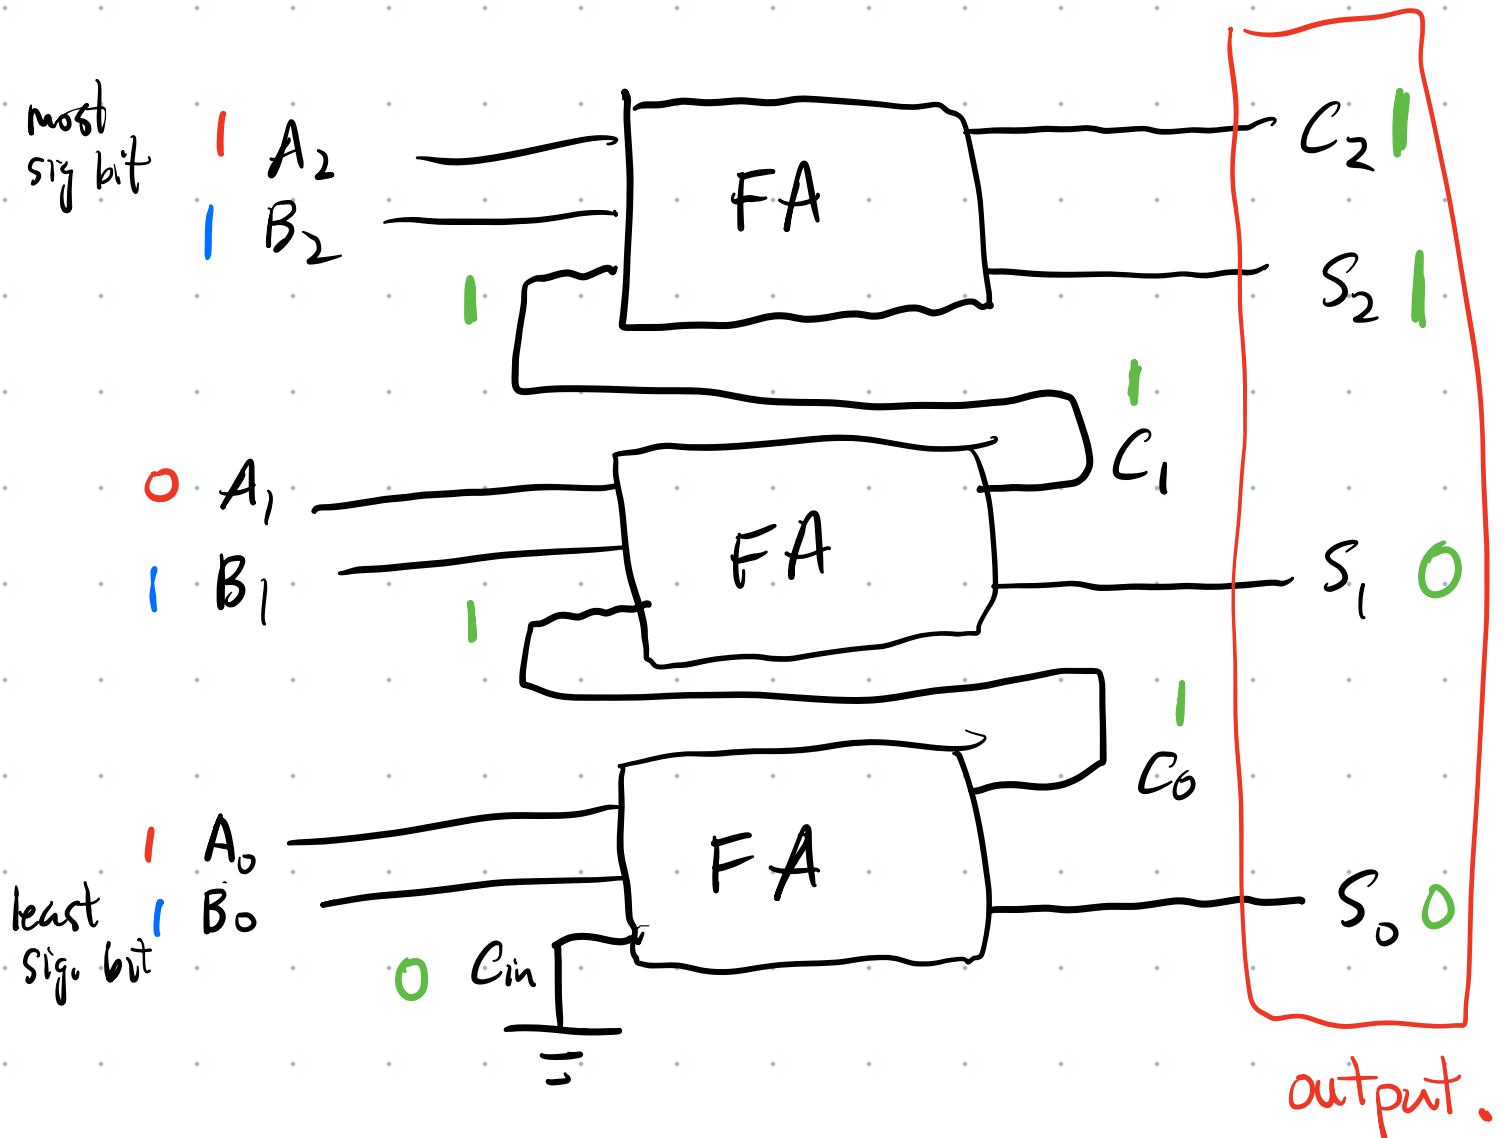 most
sig bit
1 A2
1 B2
1
FA
C2 1
S2 1
1
C1
0 A1
1 B1
1
FA
S1 0
1
C0
1 A0
least
sig. bit
1 B0
0 Cin
FA
S0 0
output.